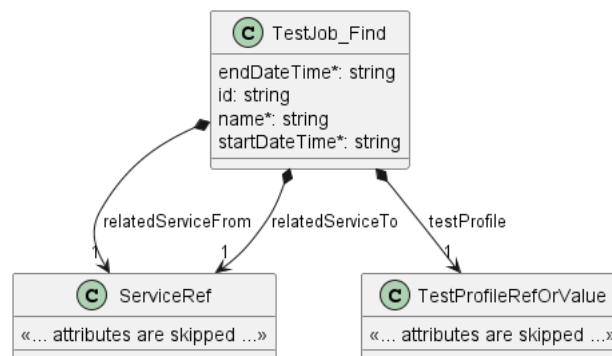 C TestJob_Find
endDateTime*: string
id: string
name*: string
startDateTime*: string
relatedServiceFrom
relatedServiceTo
testProfile
1
1
1
C ServiceRef
C TestProfileRefOrValue
«... attributes are skipped ...»
«... attributes are skipped ...»